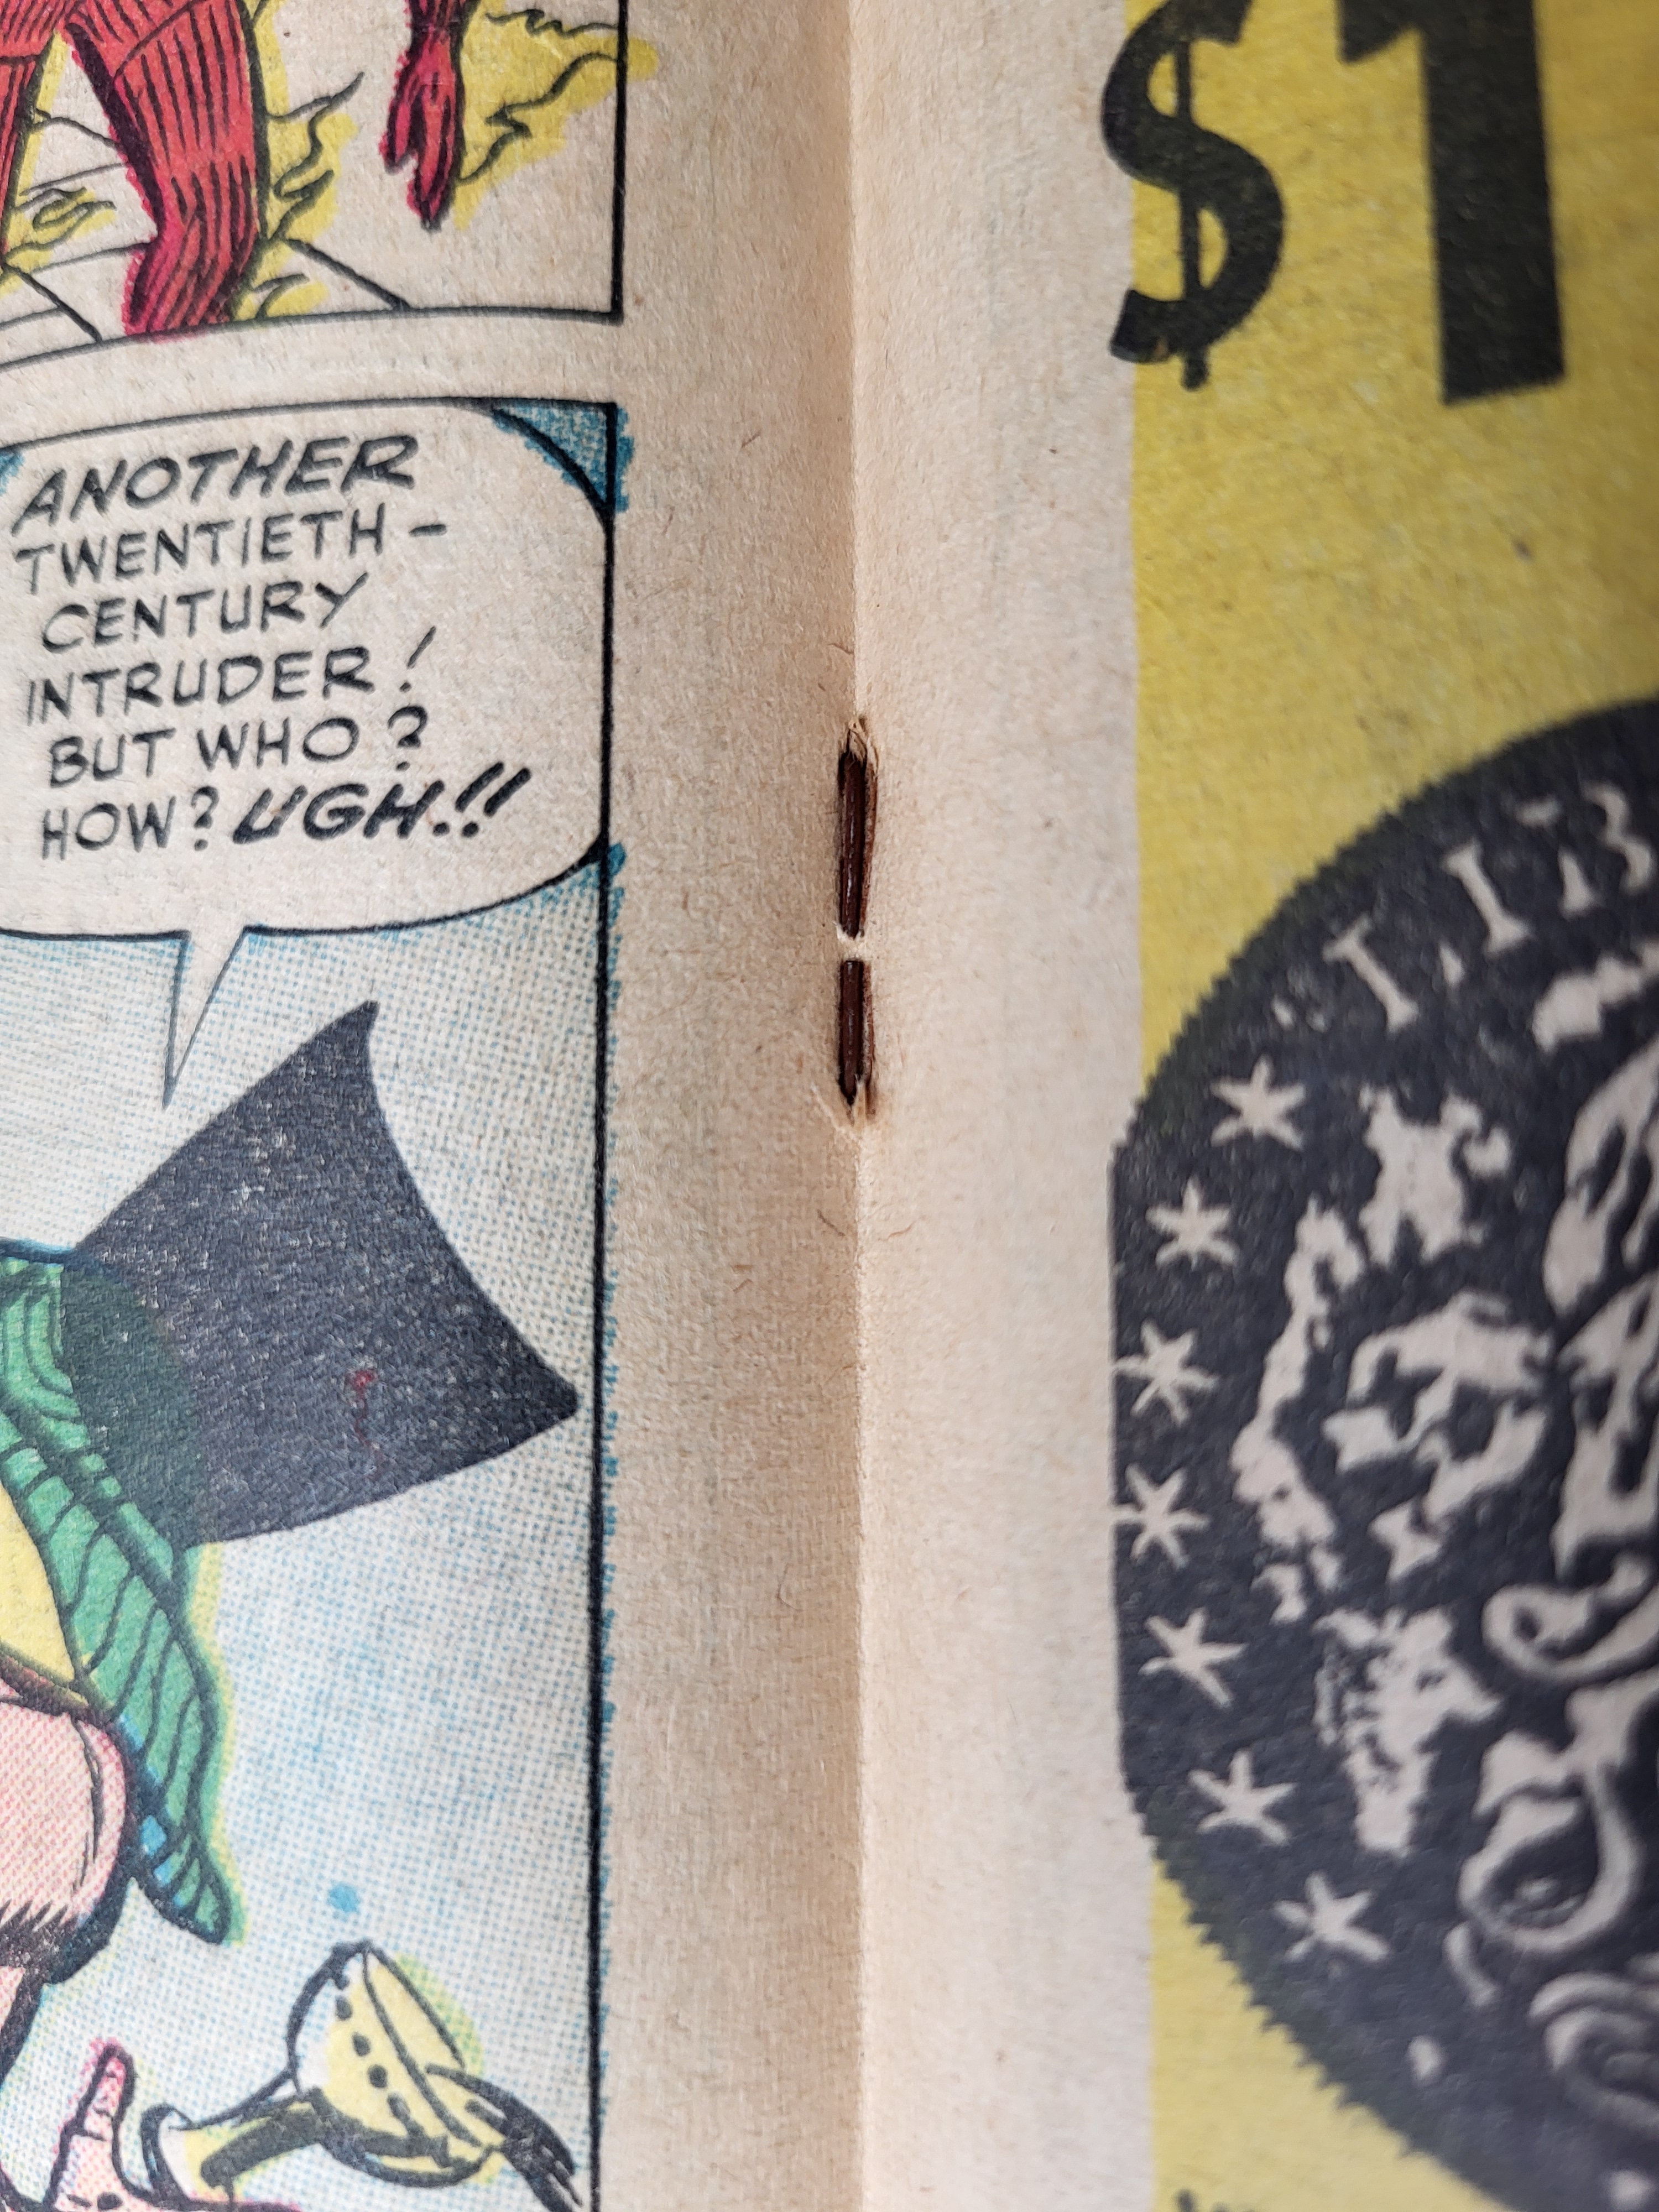 ANOTHER
TWENTIETH-
CENTURY
INTRUDER!
BUT WHO?
HOW? UGH!!
$1